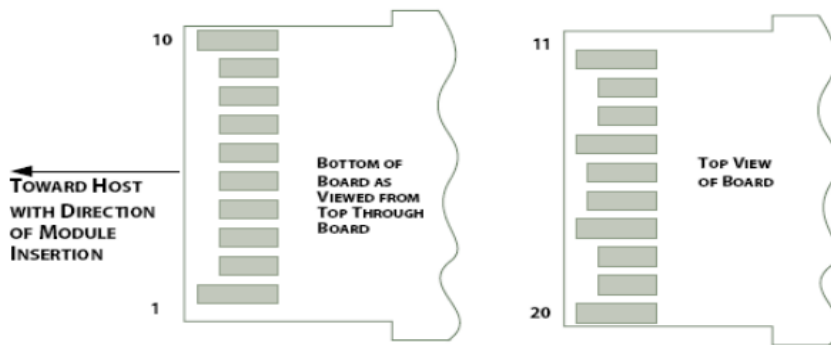 10
TOWARD HOST
WITH DIRECTION
OF MODULE
INSERTION
1
BOTTOM OF
BOARD AS
VIEWED FROM
TOP THROUGH
BOARD
11
TOP VIEW
OF BOARD
20